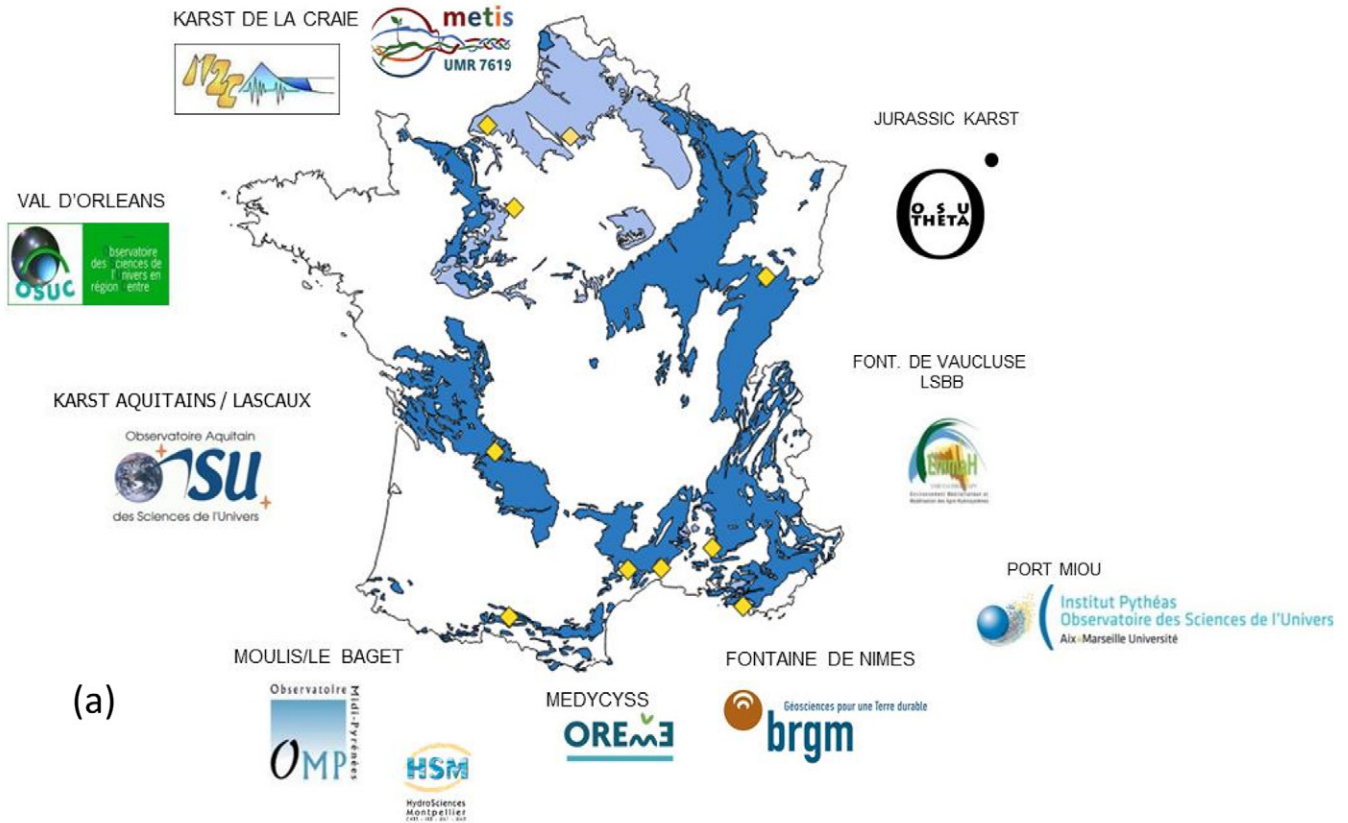 KARST DE LA CRAIE
M2C
metis
UMR 7619
JURASSIC KARST
O S U
THETA
VAL D'ORLEANS
OSUC
Observatoire
des Sciences de
l'Univers en
région Centre
FONT. DE VAUCLUSE
LSBB
KARST AQUITAINS / LASCAUX
Observatoire Aquitain
OSU
des Sciences de l'Univers
EMMAH
PORT MIOU
Institut Pythéas
Observatoire des Sciences de l'Univers
Aix*Marseille Université
MOULIS/LE BAGET
Observatoire
Midi-Pyrénées
OMP
HSM
HydroSciences
Montpellier
MEDYCYSS
OREME
FONTAINE DE NIMES
Géosciences pour une Terre durable
brgm
(a)